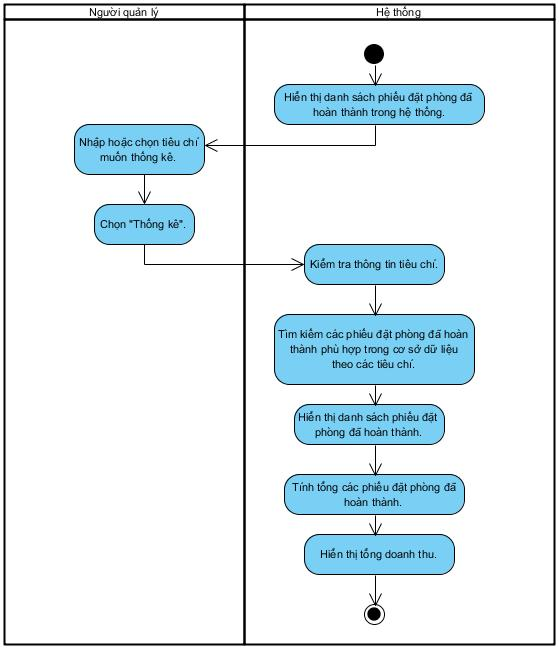 Người quản lý
Hệ thống
Hiển thị danh sách phiếu đặt phòng đã
hoàn thành trong hệ thống.
Nhập hoặc chọn tiêu chí
muốn thống kê.
Chọn "Thống kê".
Kiểm tra thông tin tiêu chí.
Tìm kiếm các phiếu đặt phòng đã hoàn
thành phù hợp trong cơ sở dữ liệu
theo các tiêu chí.
Hiển thị danh sách phiếu đặt
phòng đã hoàn thành.
Tính tổng các phiếu đặt phòng đã
hoàn thành.
Hiển thị tổng doanh thu.